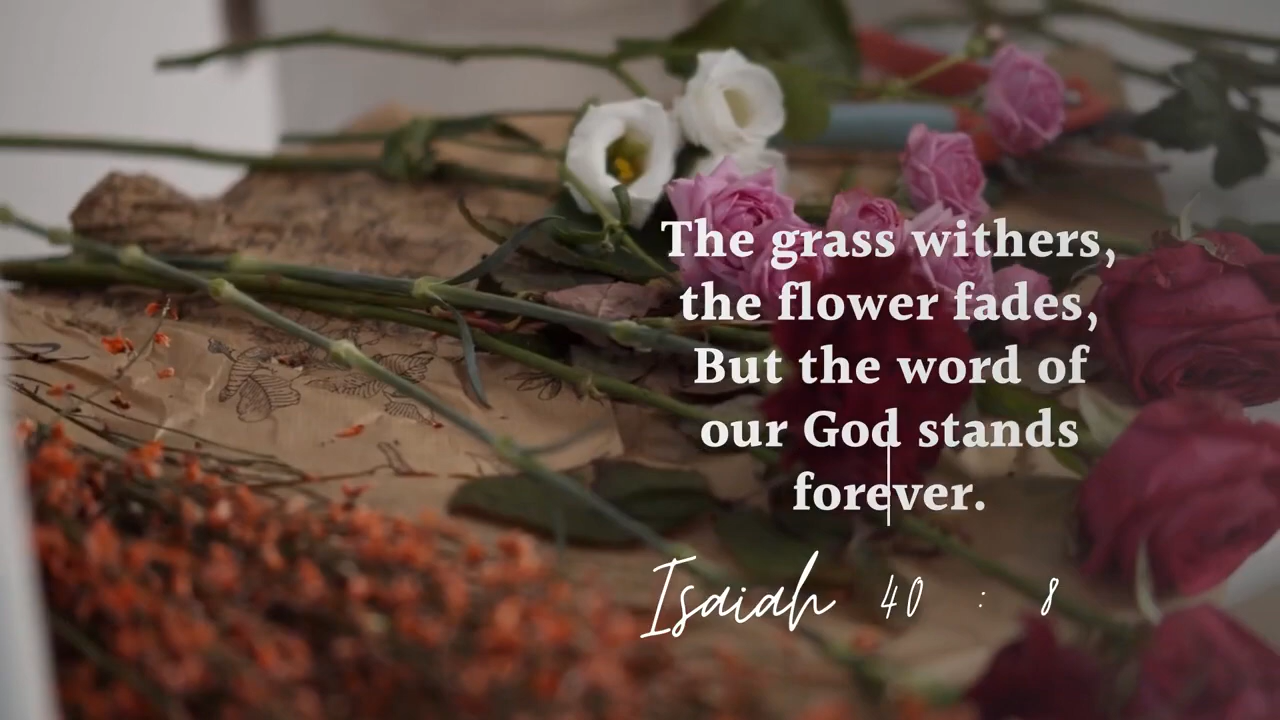 The grass withers,
the flower fades,
But the word of
our God stands
forever.
Isaiah 40 : 8